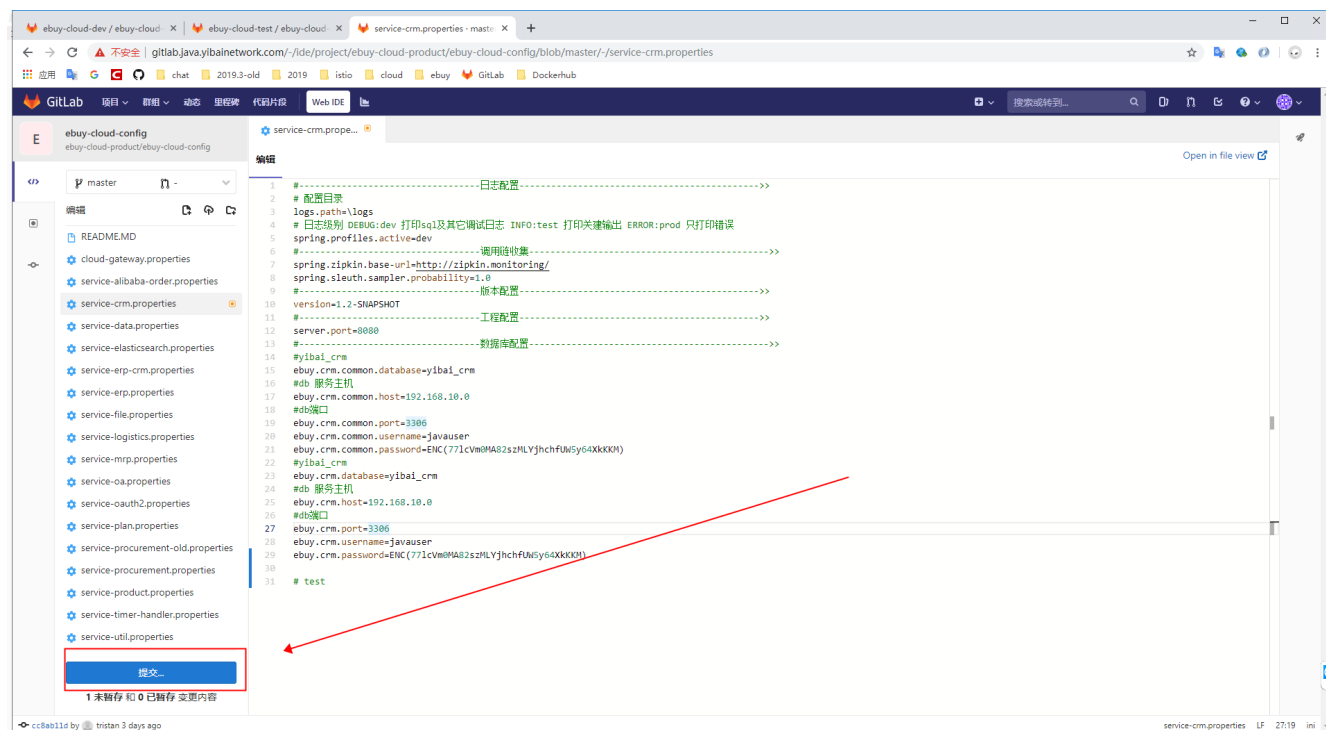 ebuy-cloud-dev / ebuy-cloud- ebuy-cloud-test / ebuy-cloud- service-crm.properties · maste
不安全 gitlab.java.yibainetwork.com/-/ide/project/ebuy-cloud-product/ebuy-cloud-config/blob/master/-/service-crm.properties
应用 chat 2019.3-old 2019 istio cloud ebuy GitLab Dockerhub
GitLab 项目 群组 动态 里程碑 代码片段 Web IDE 搜索或转到...
E
ebuy-cloud-config
ebuy-cloud-product/ebuy-cloud-config
master -
编辑
README.MD
cloud-gateway.properties
service-alibaba-order.properties
service-crm.properties
service-data.properties
service-elasticsearch.properties
service-erp-crm.properties
service-erp.properties
service-file.properties
service-logistics.properties
service-mrp.properties
service-oa.properties
service-oauth2.properties
service-plan.properties
service-procurement-old.properties
service-procurement.properties
service-product.properties
service-timer-handler.properties
service-util.properties
提交...
1 未暂存 和 0 已暂存 变更内容
service-crm.prope...
编辑
Open in file view
1 #----------------------------------日志配置--------------------------------------------->>
2 # 配置目录
3 logs.path=\logs
4 # 日志级别 DEBUG:dev 打印sql及其它调试日志 INFO:test 打印关建输出 ERROR:prod 只打印错误
5 spring.profiles.active=dev
6 #----------------------------------调用链收集--------------------------------------------->>
7 spring.zipkin.base-url=http://zipkin.monitoring/
8 spring.sleuth.sampler.probability=1.0
9 #----------------------------------版本配置--------------------------------------------->>
10 version=1.2-SNAPSHOT
11 #----------------------------------工程配置--------------------------------------------->>
12 server.port=8080
13 #----------------------------------数据库配置--------------------------------------------->>
14 #yibai_crm
15 ebuy.crm.common.database=yibai_crm
16 #db 服务主机
17 ebuy.crm.common.host=192.168.10.0
18 #db端口
19 ebuy.crm.common.port=3306
20 ebuy.crm.common.username=javauser
21 ebuy.crm.common.password=ENC(77lcVm0MA82szMLYjhchfUW5y64XkKKM)
22 #yibai_crm
23 ebuy.crm.database=yibai_crm
24 #db 服务主机
25 ebuy.crm.host=192.168.10.0
26 #db端口
27 ebuy.crm.port=3306
28 ebuy.crm.username=javauser
29 ebuy.crm.password=ENC(77lcVm0MA82szMLYjhchfUW5y64XkKKM)
30
31 # test
cc8ab11d by tristan 3 days ago
service-crm.properties LF 27:19 ini